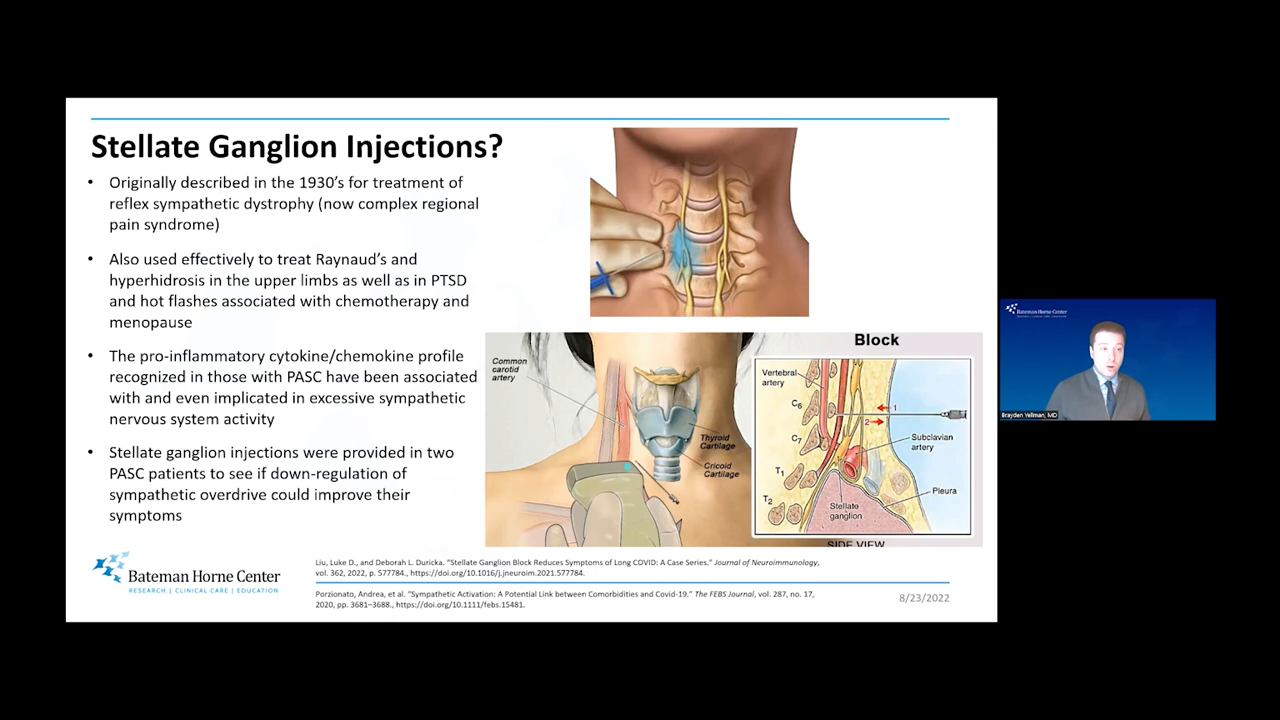 Stellate Ganglion Injections?
• Originally described in the 1930's for treatment of
reflex sympathetic dystrophy (now complex regional
pain syndrome)
• Also used effectively to treat Raynaud's and
hyperhidrosis in the upper limbs as well as in PTSD
and hot flashes associated with chemotherapy and
menopause
• The pro-inflammatory cytokine/chemokine profile
recognized in those with PASC have been associated
with and even implicated in excessive sympathetic
nervous system activity
• Stellate ganglion injections were provided in two
PASC patients to see if down-regulation of
sympathetic overdrive could improve their
symptoms
Common
carotid
artery
Thyroid
Cartilage
Cricoid
Cartilage
Block
Vertebral
artery
C6
C7
T1
T2
1
2
Subclavian
artery
Pleura
Stellate
ganglion
SIDE VIEW
Bateman Horne Center
RESEARCH | CLINICAL CARE | EDUCATION
Liu, Luke D., and Deborah L. Duricka. "Stellate Ganglion Block Reduces Symptoms of Long COVID: A Case Series." Journal of Neuroimmunology,
vol. 362, 2022, p. 577784., https://doi.org/10.1016/j.jneuroim.2021.577784.
Porzionato, Andrea, et al. "Sympathetic Activation: A Potential Link between Comorbidities and Covid-19." The FEBS Journal, vol. 287, no. 17,
2020, pp. 3681–3688., https://doi.org/10.1111/febs.15481.
8/23/2022
Bateman Horne Center
RESEARCH | CLINICAL CARE | EDUCATION
Brayden Yellman, MD